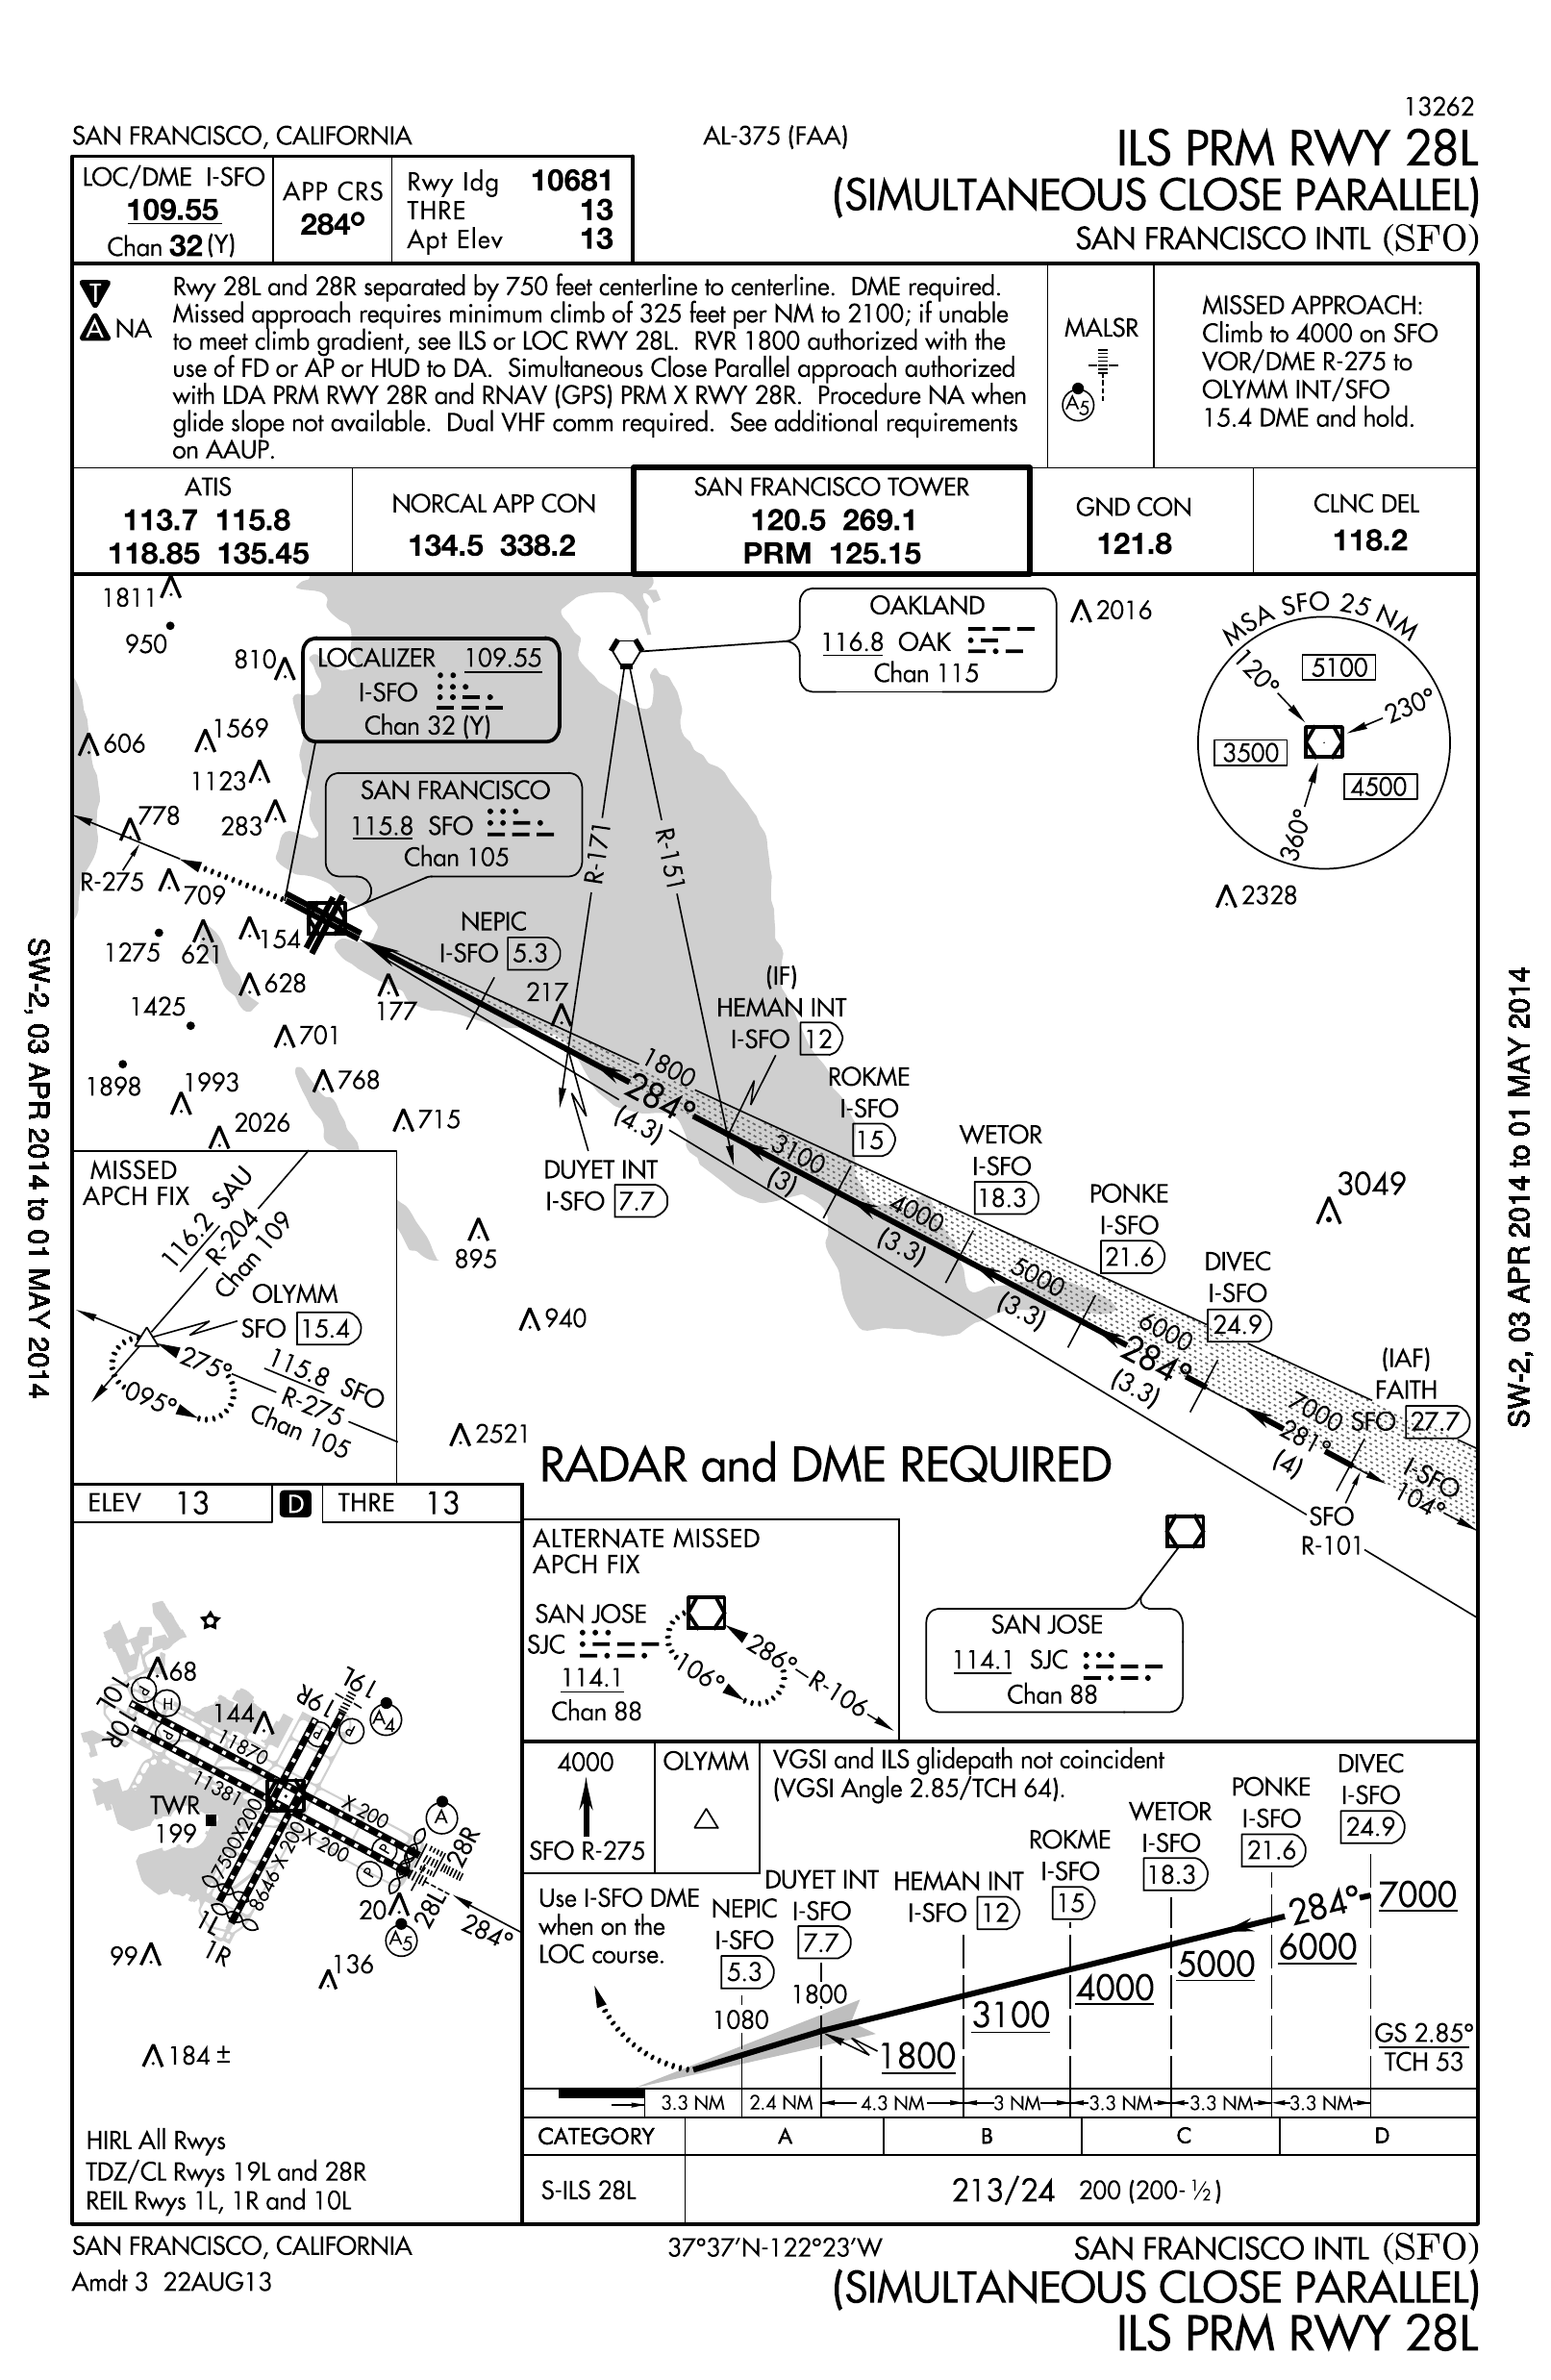 13262
SAN FRANCISCO, CALIFORNIA
AL-375 (FAA)
ILS PRM RWY 28L
(SIMULTANEOUS CLOSE PARALLEL)
SAN FRANCISCO INTL (SFO)
LOC/DME I-SFO
109.55
Chan 32 (Y)
APP CRS
284°
Rwy ldg 10681
THRE 13
Apt Elev 13
T
A NA
Rwy 28L and 28R separated by 750 feet centerline to centerline. DME required.
Missed approach requires minimum climb of 325 feet per NM to 2100; if unable
to meet climb gradient, see ILS or LOC RWY 28L. RVR 1800 authorized with the
use of FD or AP or HUD to DA. Simultaneous Close Parallel approach authorized
with LDA PRM RWY 28R and RNAV (GPS) PRM X RWY 28R. Procedure NA when
glide slope not available. Dual VHF comm required. See additional requirements
on AAUP.
MALSR
A5
MISSED APPROACH:
Climb to 4000 on SFO
VOR/DME R-275 to
OLYMM INT/SFO
15.4 DME and hold.
ATIS
113.7 115.8
118.85 135.45
NORCAL APP CON
134.5 338.2
SAN FRANCISCO TOWER
120.5 269.1
PRM 125.15
GND CON
121.8
CLNC DEL
118.2
1811
950
810
LOCALIZER 109.55
I-SFO
Chan 32 (Y)
OAKLAND
116.8 OAK
Chan 115
2016
MSA SFO 25 NM
120°
5100
230°
3500
4500
360°
606
1569
1123
283
778
SAN FRANCISCO
115.8 SFO
Chan 105
R-171
R-151
R-275
709
2328
1275
621
154
NEPIC
I-SFO 5.3
628
177
217
(IF)
HEMAN INT
I-SFO 12
1425
701
1898
1993
768
2026
715
1800
284°
(4.3)
ROKME
I-SFO
15
3100
(3)
DUYET INT
I-SFO 7.7
WETOR
I-SFO
18.3
4000
(3.3)
PONKE
I-SFO
21.6
5000
(3.3)
3049
DIVEC
I-SFO
24.9
6000
284°
(3.3)
(IAF)
FAITH
SFO 27.7
7000
281°
(4)
I-SFO
104°
SFO
R-101
895
940
2521
MISSED
APCH FIX
116.2 SAU
R-204
Chan 109
OLYMM
SFO 15.4
275°
095°
115.8 SFO
R-275
Chan 105
RADAR and DME REQUIRED
SW-2, 03 APR 2014 to 01 MAY 2014
SW-2, 03 APR 2014 to 01 MAY 2014
ELEV 13
D
THRE 13
68
P
H
P
10L
10R
144
19R
19L
P
P
A4
11870
11381
TWR
199
X 200
X 200
7500X200
8646 X 200
A
P
P
28R
28L
20
A5
284°
1L
1R
99
136
184 ±
HIRL All Rwys
TDZ/CL Rwys 19L and 28R
REIL Rwys 1L, 1R and 10L
ALTERNATE MISSED
APCH FIX
SAN JOSE
SJC
114.1
Chan 88
286°
R-106
106°
SAN JOSE
114.1 SJC
Chan 88
4000
SFO R-275
OLYMM
VGSI and ILS glidepath not coincident
(VGSI Angle 2.85/TCH 64).
Use I-SFO DME
when on the
LOC course.
NEPIC
I-SFO
5.3
1080
DUYET INT
I-SFO
7.7
1800
HEMAN INT
I-SFO 12
ROKME
I-SFO
15
WETOR
I-SFO
18.3
PONKE
I-SFO
21.6
DIVEC
I-SFO
24.9
284°
7000
6000
5000
4000
3100
1800
GS 2.85°
TCH 53
3.3 NM
2.4 NM
4.3 NM
3 NM
3.3 NM
3.3 NM
3.3 NM
CATEGORY A B C D
S-ILS 28L 213/24 200 (200-½)
SAN FRANCISCO, CALIFORNIA
Amdt 3 22AUG13
37°37'N-122°23'W
SAN FRANCISCO INTL (SFO)
(SIMULTANEOUS CLOSE PARALLEL)
ILS PRM RWY 28L